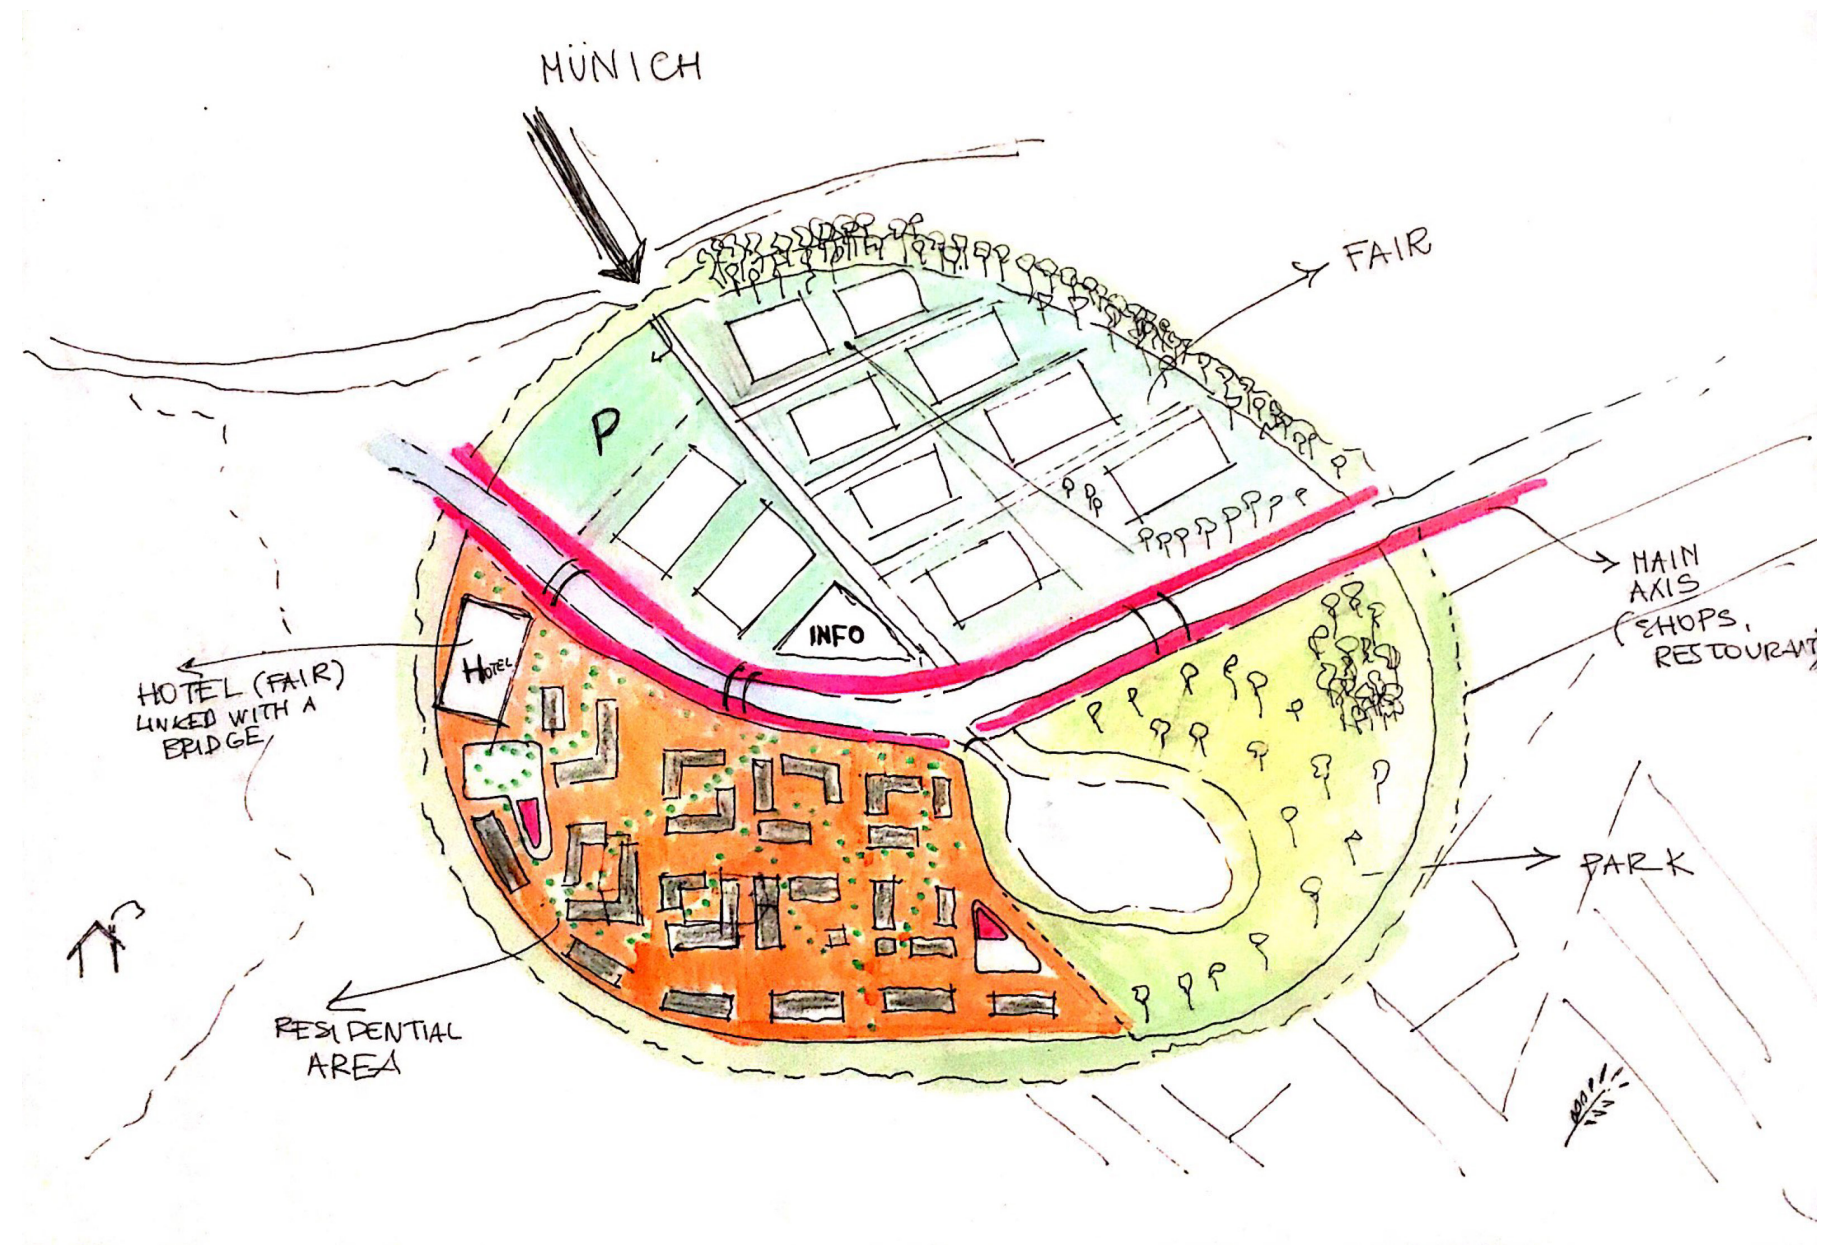 MÜNICH
FAIR
P
INFO
MAIN
AXIS
(SHOPS,
RESTOURANT
HOTEL
HOTEL (FAIR)
LINKED WITH A
BRIDGE
PARK
RESIDENTIAL
AREA